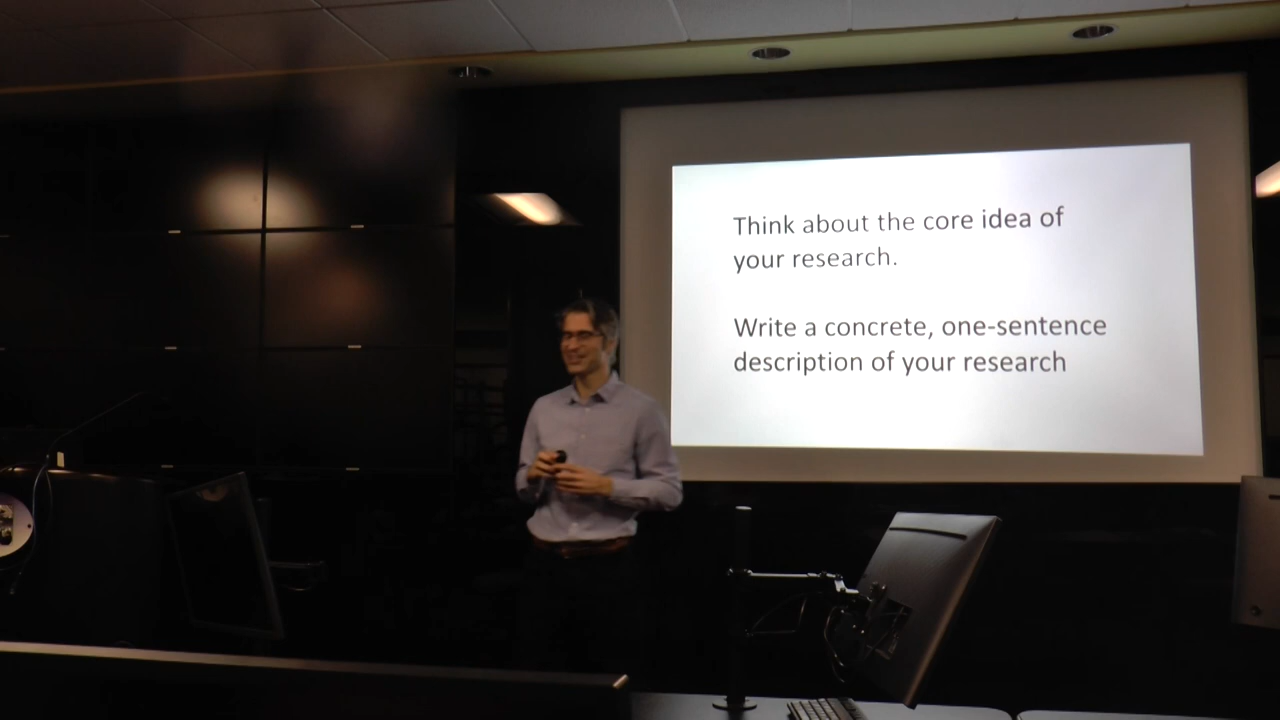 Think about the core idea of
your research.
Write a concrete, one-sentence
description of your research